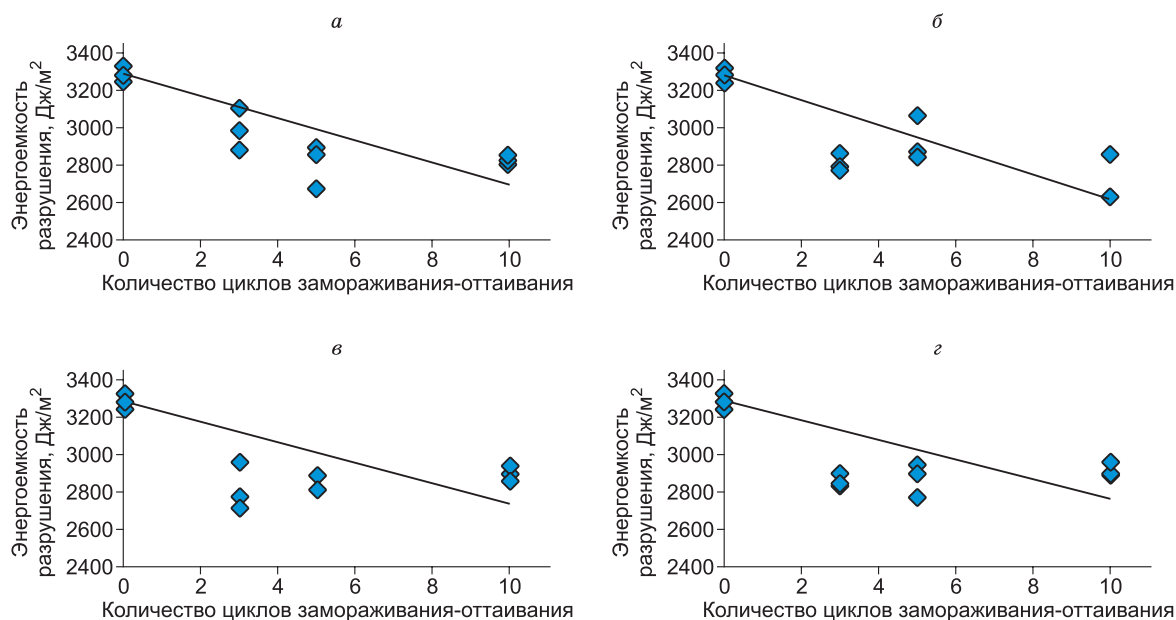 а
Энергоемкость
разрушения, Дж/м²
3400
3200
3000
2800
2600
2400
0 2 4 6 8 10
Количество циклов замораживания-оттаивания
б
Энергоемкость
разрушения, Дж/м²
3400
3200
3000
2800
2600
2400
0 2 4 6 8 10
Количество циклов замораживания-оттаивания
в
Энергоемкость
разрушения, Дж/м²
3400
3200
3000
2800
2600
2400
0 2 4 6 8 10
Количество циклов замораживания-оттаивания
г
Энергоемкость
разрушения, Дж/м²
3400
3200
3000
2800
2600
2400
0 2 4 6 8 10
Количество циклов замораживания-оттаивания